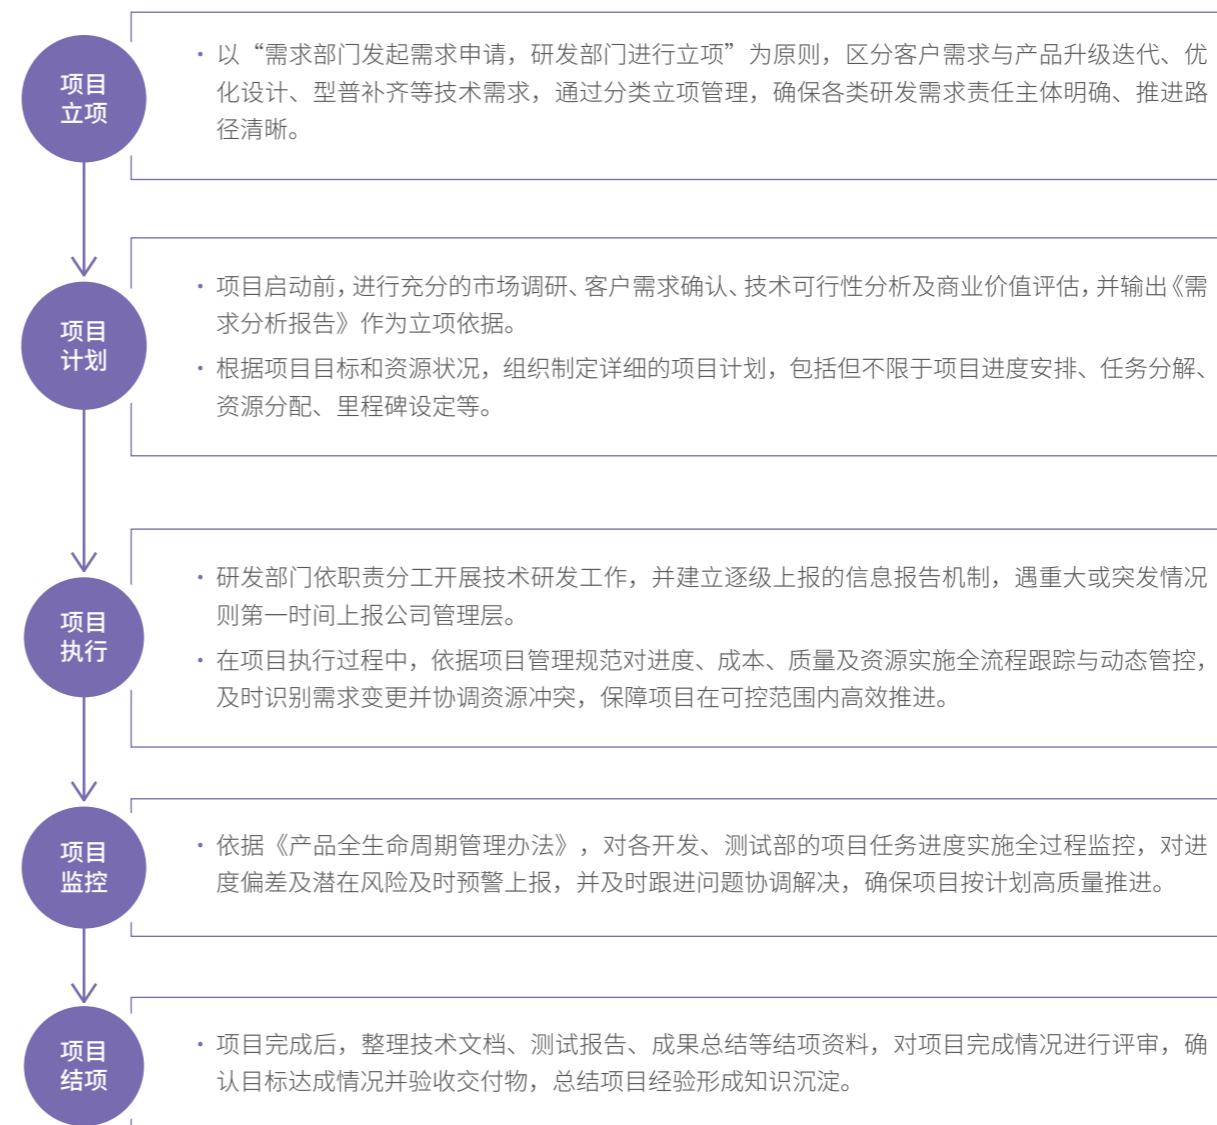 项目
立项
· 以“需求部门发起需求申请，研发部门进行立项”为原则，区分客户需求与产品升级迭代、优
化设计、型普补齐等技术需求，通过分类立项管理，确保各类研发需求责任主体明确、推进路
径清晰。
项目
计划
· 项目启动前，进行充分的市场调研、客户需求确认、技术可行性分析及商业价值评估，并输出《需
求分析报告》作为立项依据。
· 根据项目目标和资源状况，组织制定详细的项目计划，包括但不限于项目进度安排、任务分解、
资源分配、里程碑设定等。
项目
执行
· 研发部门依职责分工开展技术研发工作，并建立逐级上报的信息报告机制，遇重大或突发情况
则第一时间上报公司管理层。
· 在项目执行过程中，依据项目管理规范对进度、成本、质量及资源实施全流程跟踪与动态管控，
及时识别需求变更并协调资源冲突，保障项目在可控范围内高效推进。
项目
监控
· 依据《产品全生命周期管理办法》，对各开发、测试部的项目任务进度实施全过程监控，对进
度偏差及潜在风险及时预警上报，并及时跟进问题协调解决，确保项目按计划高质量推进。
项目
结项
· 项目完成后，整理技术文档、测试报告、成果总结等结项资料，对项目完成情况进行评审，确
认目标达成情况并验收交付物，总结项目经验形成知识沉淀。